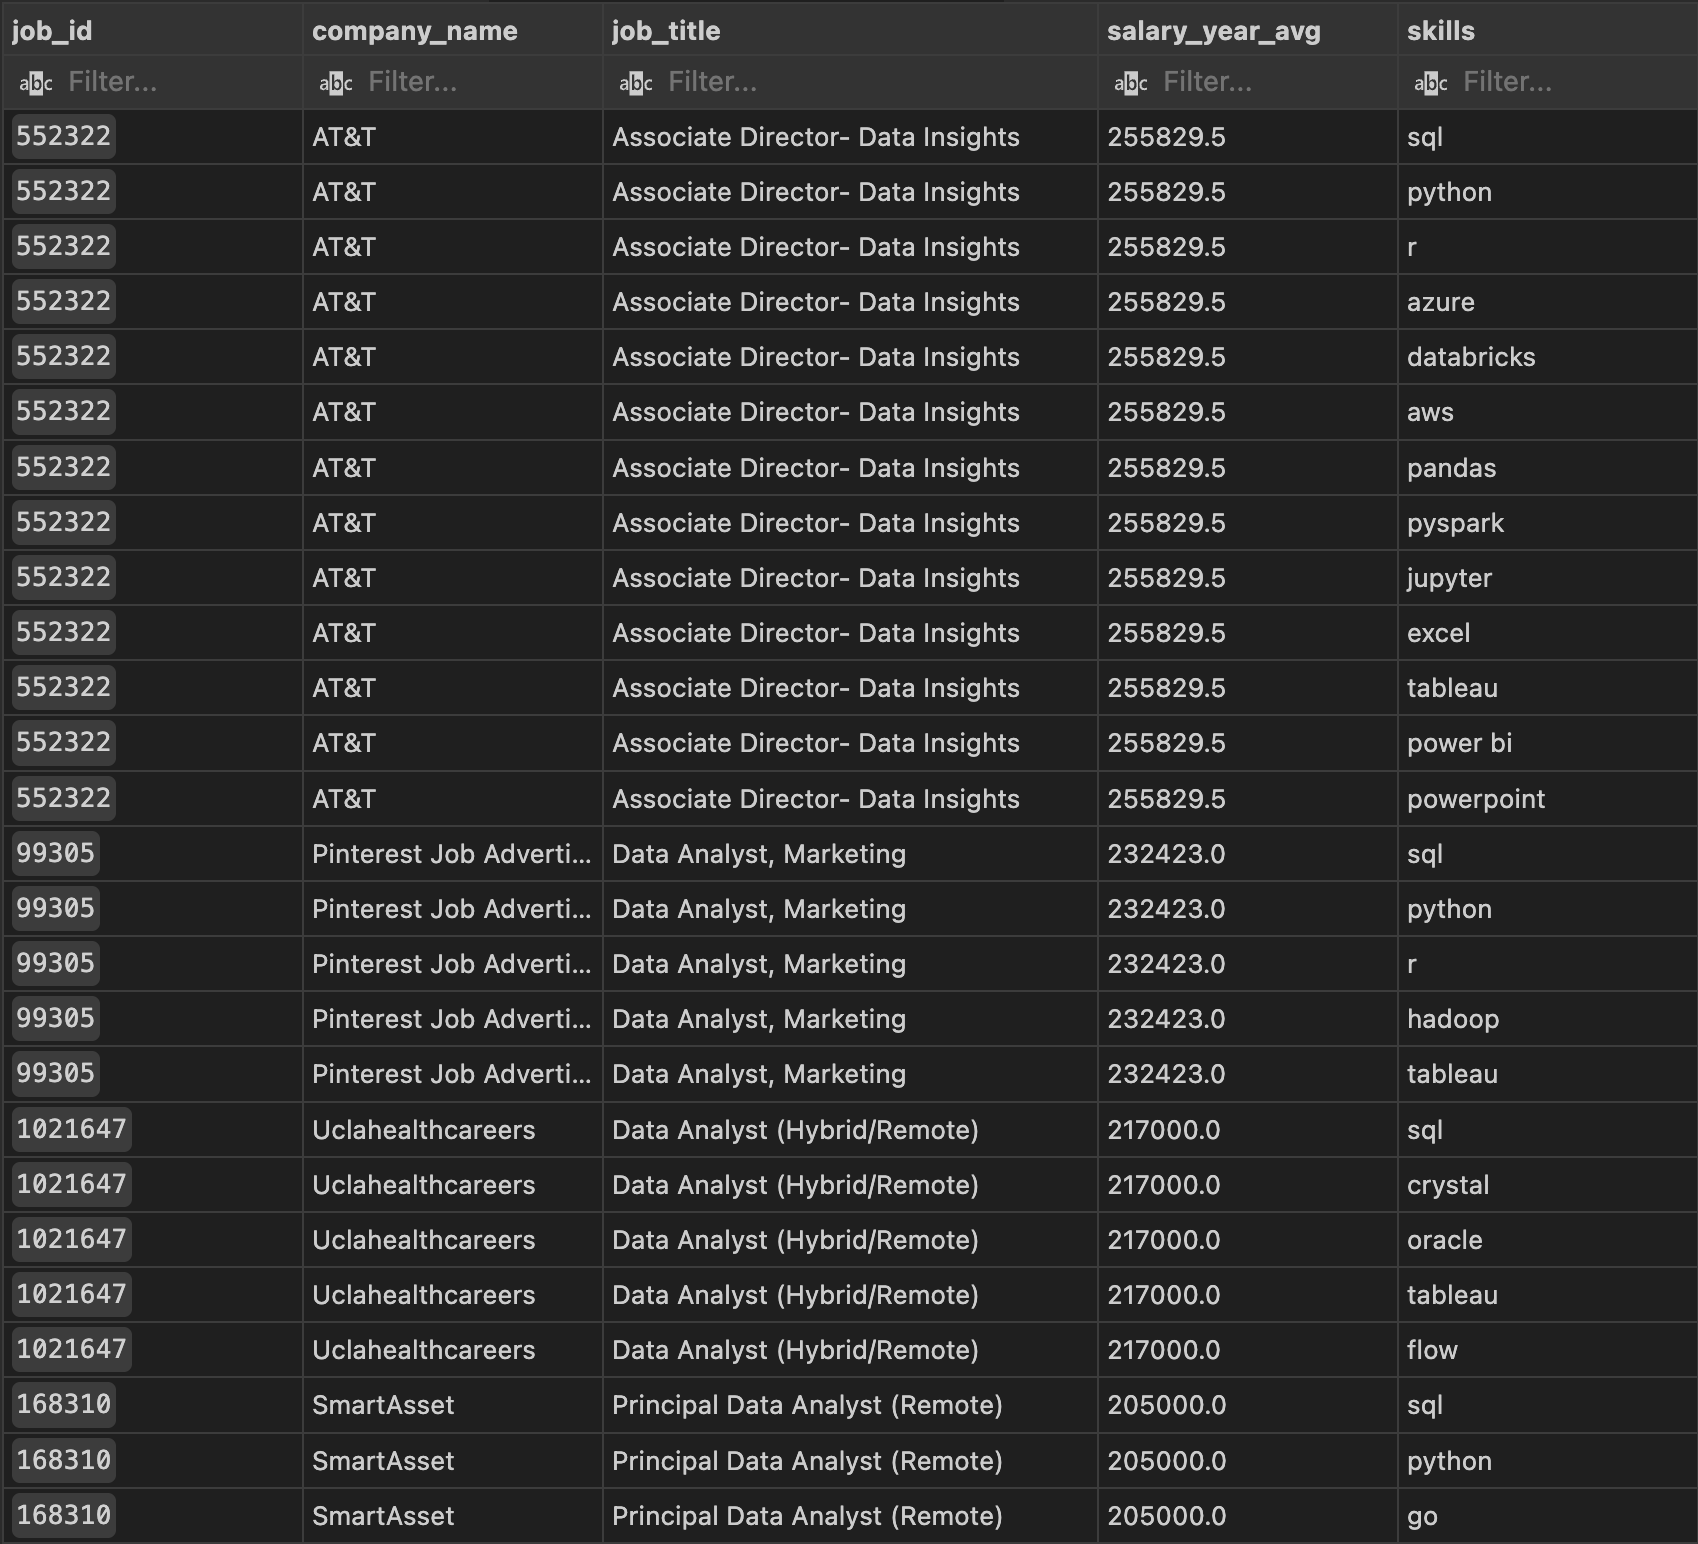 job_id company_name job_title salary_year_avg skills
abc Filter... abc Filter... abc Filter... abc Filter... abc Filter...
552322 AT&T Associate Director- Data Insights 255829.5 sql
552322 AT&T Associate Director- Data Insights 255829.5 python
552322 AT&T Associate Director- Data Insights 255829.5 r
552322 AT&T Associate Director- Data Insights 255829.5 azure
552322 AT&T Associate Director- Data Insights 255829.5 databricks
552322 AT&T Associate Director- Data Insights 255829.5 aws
552322 AT&T Associate Director- Data Insights 255829.5 pandas
552322 AT&T Associate Director- Data Insights 255829.5 pyspark
552322 AT&T Associate Director- Data Insights 255829.5 jupyter
552322 AT&T Associate Director- Data Insights 255829.5 excel
552322 AT&T Associate Director- Data Insights 255829.5 tableau
552322 AT&T Associate Director- Data Insights 255829.5 power bi
552322 AT&T Associate Director- Data Insights 255829.5 powerpoint
99305 Pinterest Job Adverti... Data Analyst, Marketing 232423.0 sql
99305 Pinterest Job Adverti... Data Analyst, Marketing 232423.0 python
99305 Pinterest Job Adverti... Data Analyst, Marketing 232423.0 r
99305 Pinterest Job Adverti... Data Analyst, Marketing 232423.0 hadoop
99305 Pinterest Job Adverti... Data Analyst, Marketing 232423.0 tableau
1021647 Uclahealthcareers Data Analyst (Hybrid/Remote) 217000.0 sql
1021647 Uclahealthcareers Data Analyst (Hybrid/Remote) 217000.0 crystal
1021647 Uclahealthcareers Data Analyst (Hybrid/Remote) 217000.0 oracle
1021647 Uclahealthcareers Data Analyst (Hybrid/Remote) 217000.0 tableau
1021647 Uclahealthcareers Data Analyst (Hybrid/Remote) 217000.0 flow
168310 SmartAsset Principal Data Analyst (Remote) 205000.0 sql
168310 SmartAsset Principal Data Analyst (Remote) 205000.0 python
168310 SmartAsset Principal Data Analyst (Remote) 205000.0 go